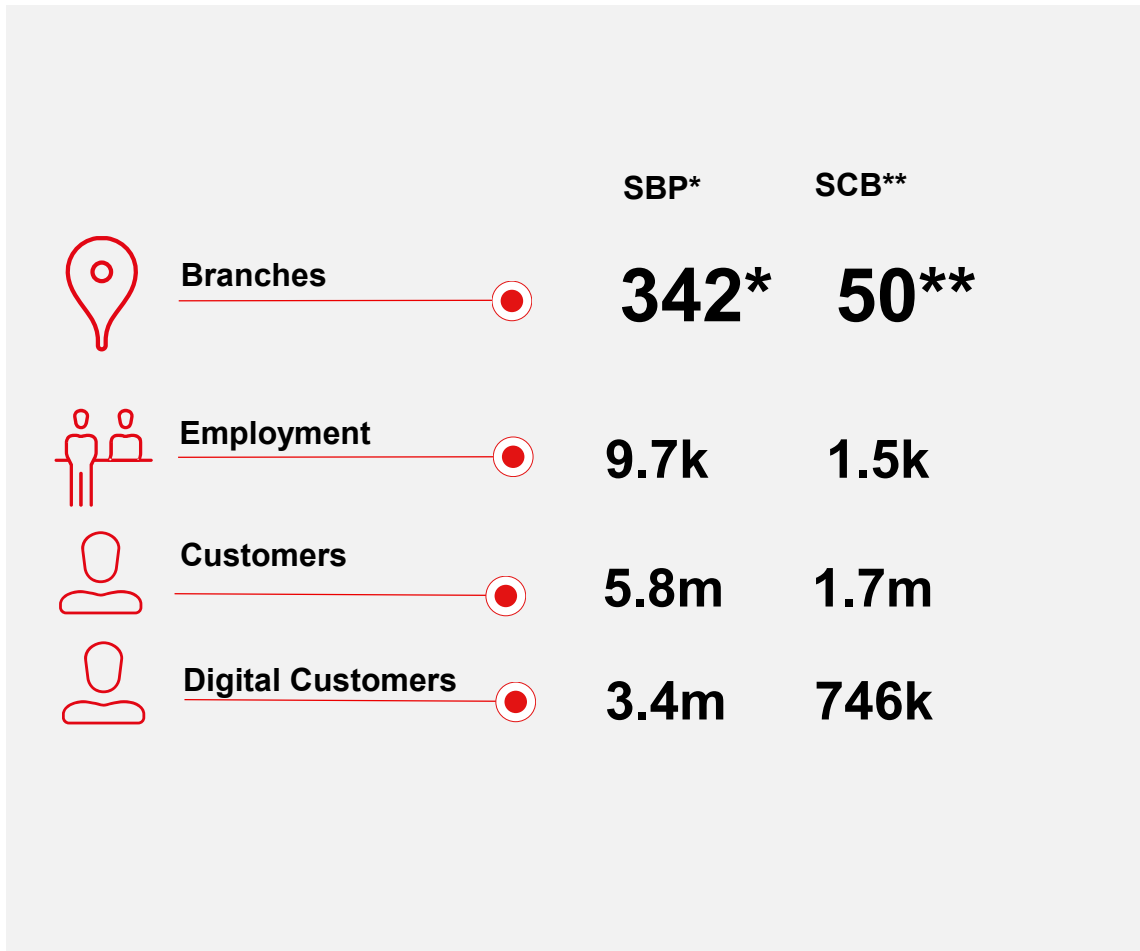 SBP* SCB**
Branches 342* 50**
Employment 9.7k 1.5k
Customers 5.8m 1.7m
Digital Customers 3.4m 746k